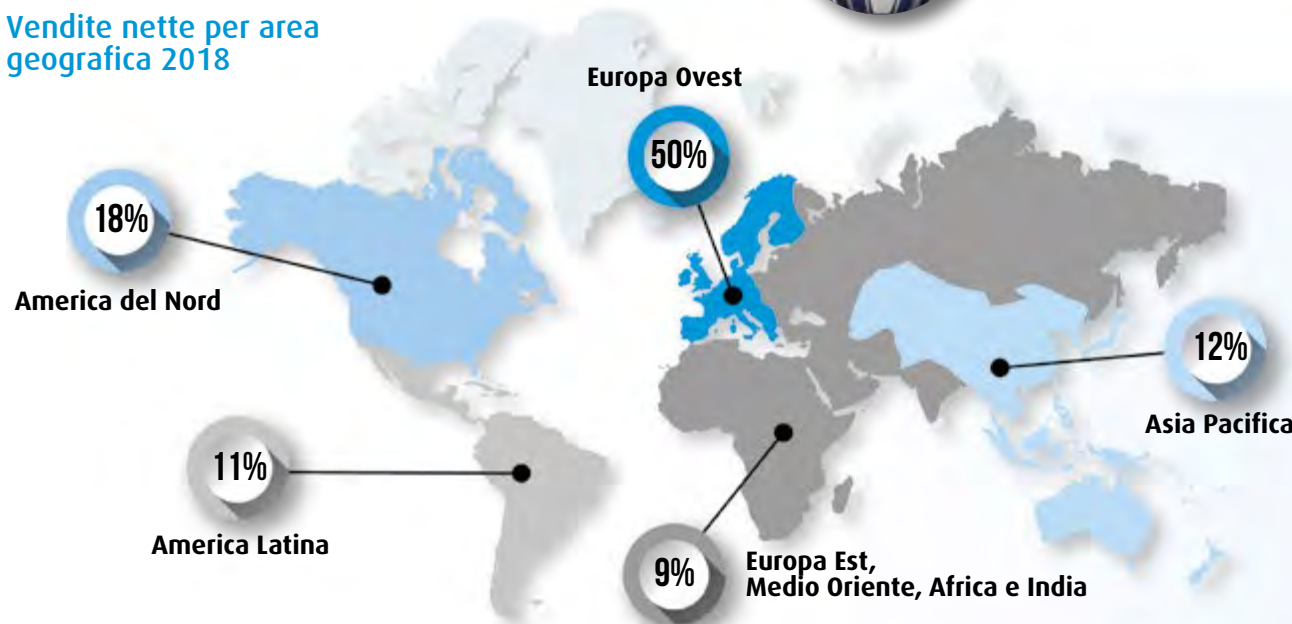 Vendite nette per area
geografica 2018
Europa Ovest
50%
18%
America del Nord
12%
Asia Pacifica
11%
America Latina
9%
Europa Est,
Medio Oriente, Africa e India